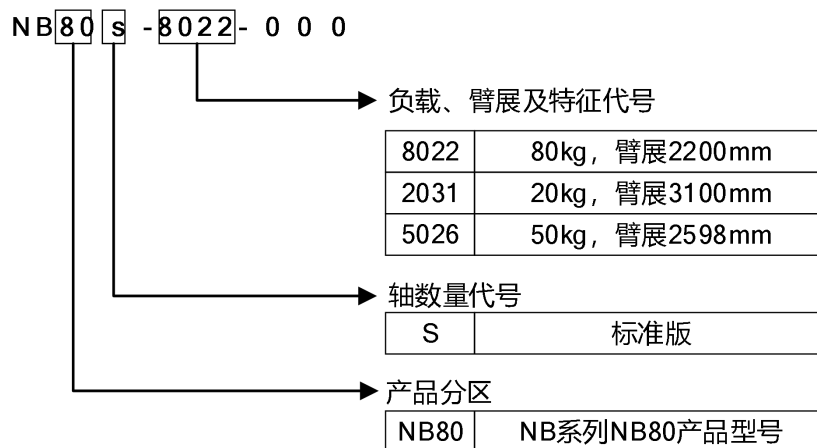 NB80 s -8022- 0 0 0
负载、臂展及特征代号
8022 80kg，臂展2200mm
2031 20kg，臂展3100mm
5026 50kg，臂展2598mm
轴数量代号
S 标准版
产品分区
NB80 NB系列NB80产品型号